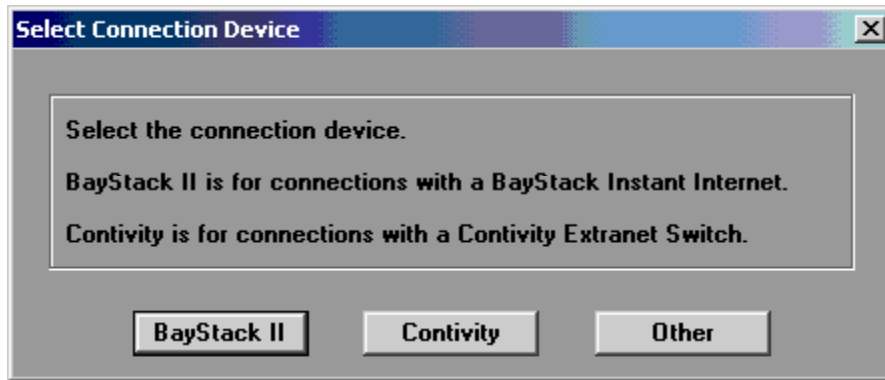 Select Connection Device
Select the connection device.
BayStack II is for connections with a BayStack Instant Internet.
Contivity is for connections with a Contivity Extranet Switch.
BayStack II Contivity Other